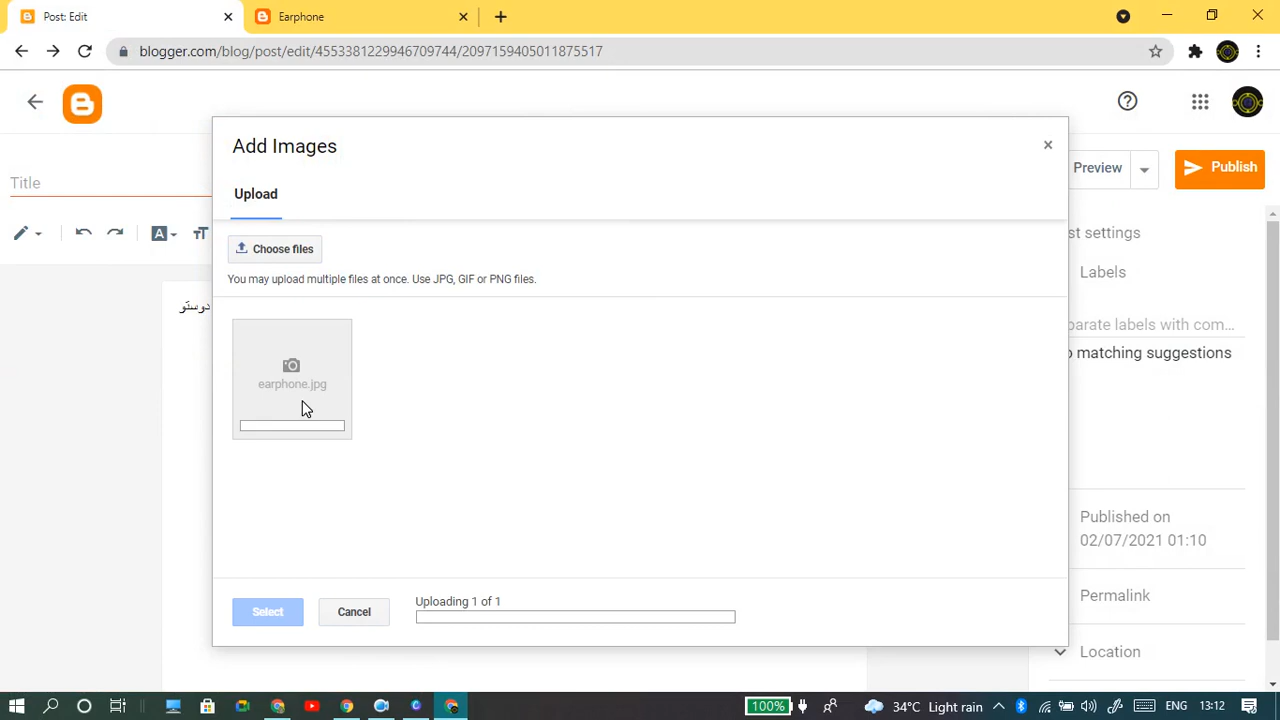 Post: Edit
Earphone
blogger.com/blog/post/edit/4553381229946709744/2097159405011875517
Add Images
Preview
Publish
Title
Upload
st settings
Choose files
Labels
You may upload multiple files at once. Use JPG, GIF or PNG files.
دوستو
parate labels with com...
matching suggestions
earphone.jpg
Published on
02/07/2021 01:10
Permalink
Select
Cancel
Uploading 1 of 1
Location
100%
34°C Light rain
ENG
13:12